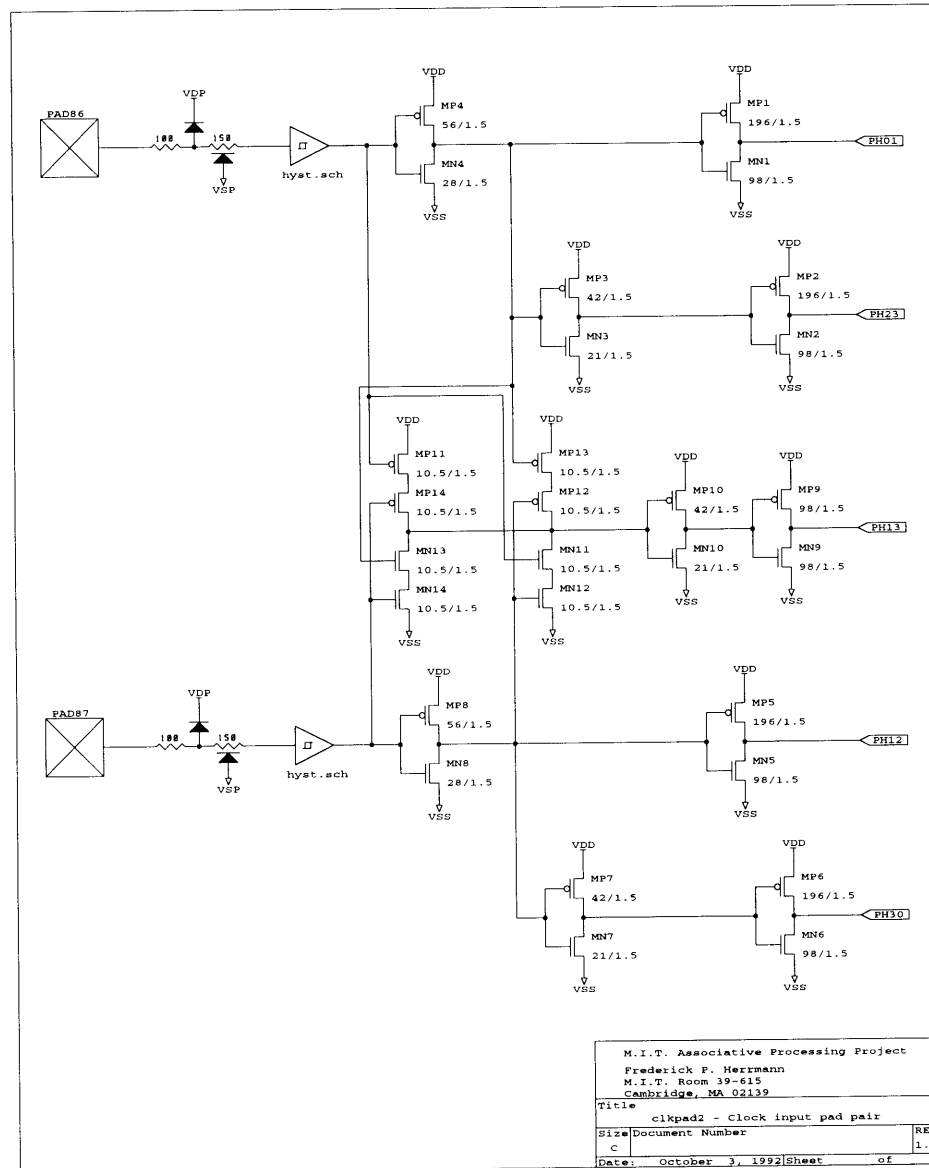 PAD86
VDP
100
150
VSP
hyst.sch
VDD
MP4
56/1.5
MN4
28/1.5
VSS
VDD
MP1
196/1.5
MN1
98/1.5
VSS
PH01
VDD
MP3
42/1.5
MN3
21/1.5
VSS
VDD
MP2
196/1.5
MN2
98/1.5
VSS
PH23
VDD
MP11
10.5/1.5
MP14
10.5/1.5
MN13
10.5/1.5
MN14
10.5/1.5
VSS
VDD
MP13
10.5/1.5
MP12
10.5/1.5
MN11
10.5/1.5
MN12
10.5/1.5
VSS
VDD
MP10
42/1.5
MN10
21/1.5
VSS
VDD
MP9
98/1.5
MN9
98/1.5
VSS
PH13
PAD87
VDP
100
150
VSP
hyst.sch
VDD
MP8
56/1.5
MN8
28/1.5
VSS
VDD
MP5
196/1.5
MN5
98/1.5
VSS
PH12
VDD
MP7
42/1.5
MN7
21/1.5
VSS
VDD
MP6
196/1.5
MN6
98/1.5
VSS
PH30
M.I.T. Associative Processing Project
Frederick P. Herrmann
M.I.T. Room 39-615
Cambridge, MA 02139
Title
clkpad2 - Clock input pad pair
Size Document Number RE
C 1.
Date: October 3, 1992 Sheet of